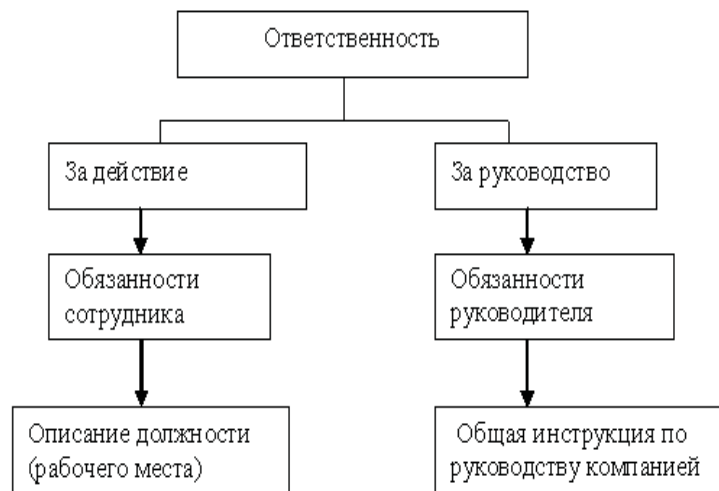 Ответственность
За действие
За руководство
Обязанности
сотрудника
Обязанности
руководителя
Описание должности
(рабочего места)
Общая инструкция по
руководству компанией